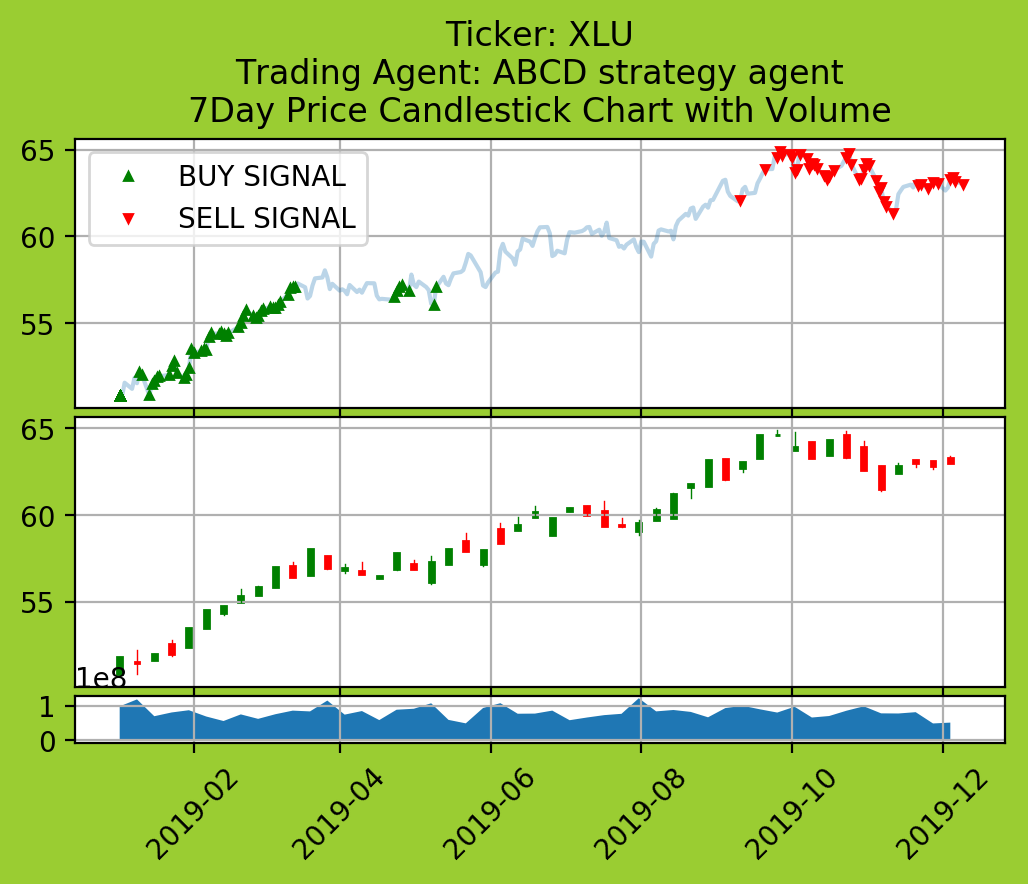 Ticker: XLU
Trading Agent: ABCD strategy agent
7Day Price Candlestick Chart with Volume
65
60
55
BUY SIGNAL
SELL SIGNAL
65
60
55
1e8
1
0
2019-02
2019-04
2019-06
2019-08
2019-10
2019-12